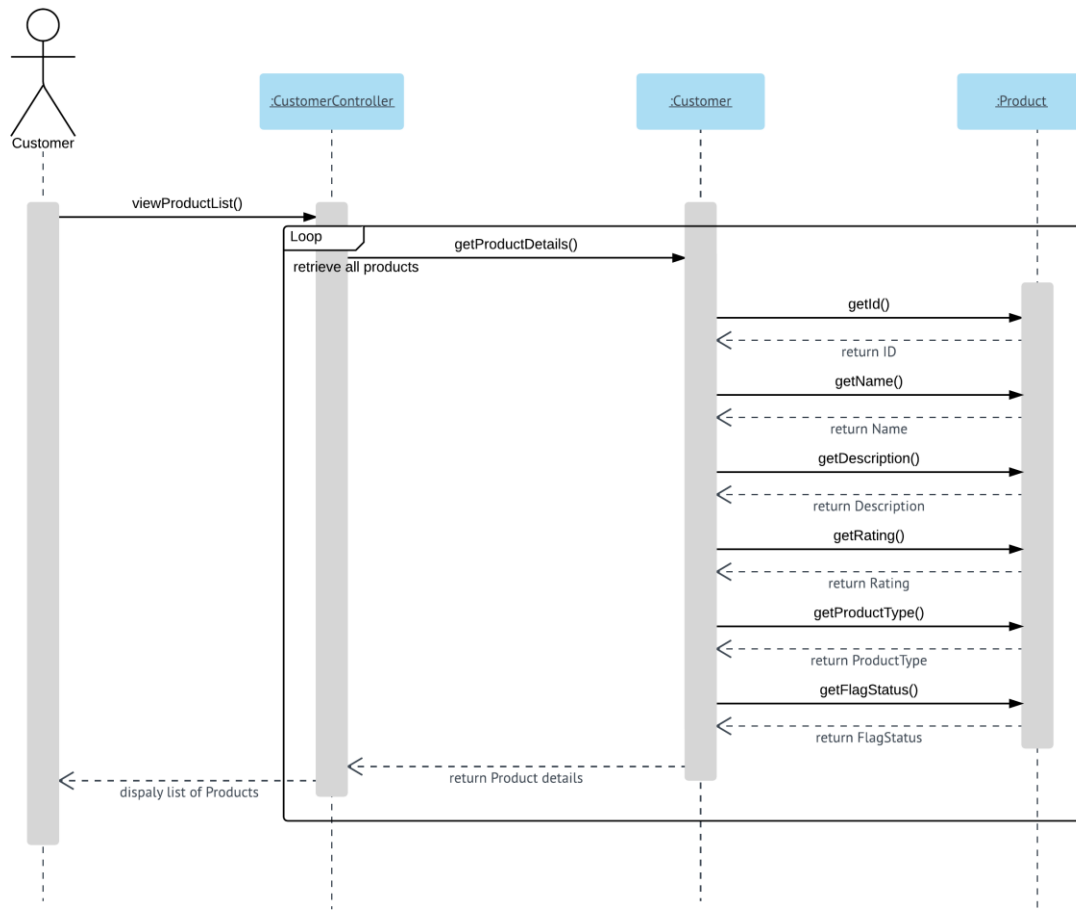 :CustomerController
:Customer
:Product
Customer
viewProductList()
Loop
getProductDetails()
retrieve all products
getId()
return ID
getName()
return Name
getDescription()
return Description
getRating()
return Rating
getProductType()
return ProductType
getFlagStatus()
return FlagStatus
return Product details
dispaly list of Products